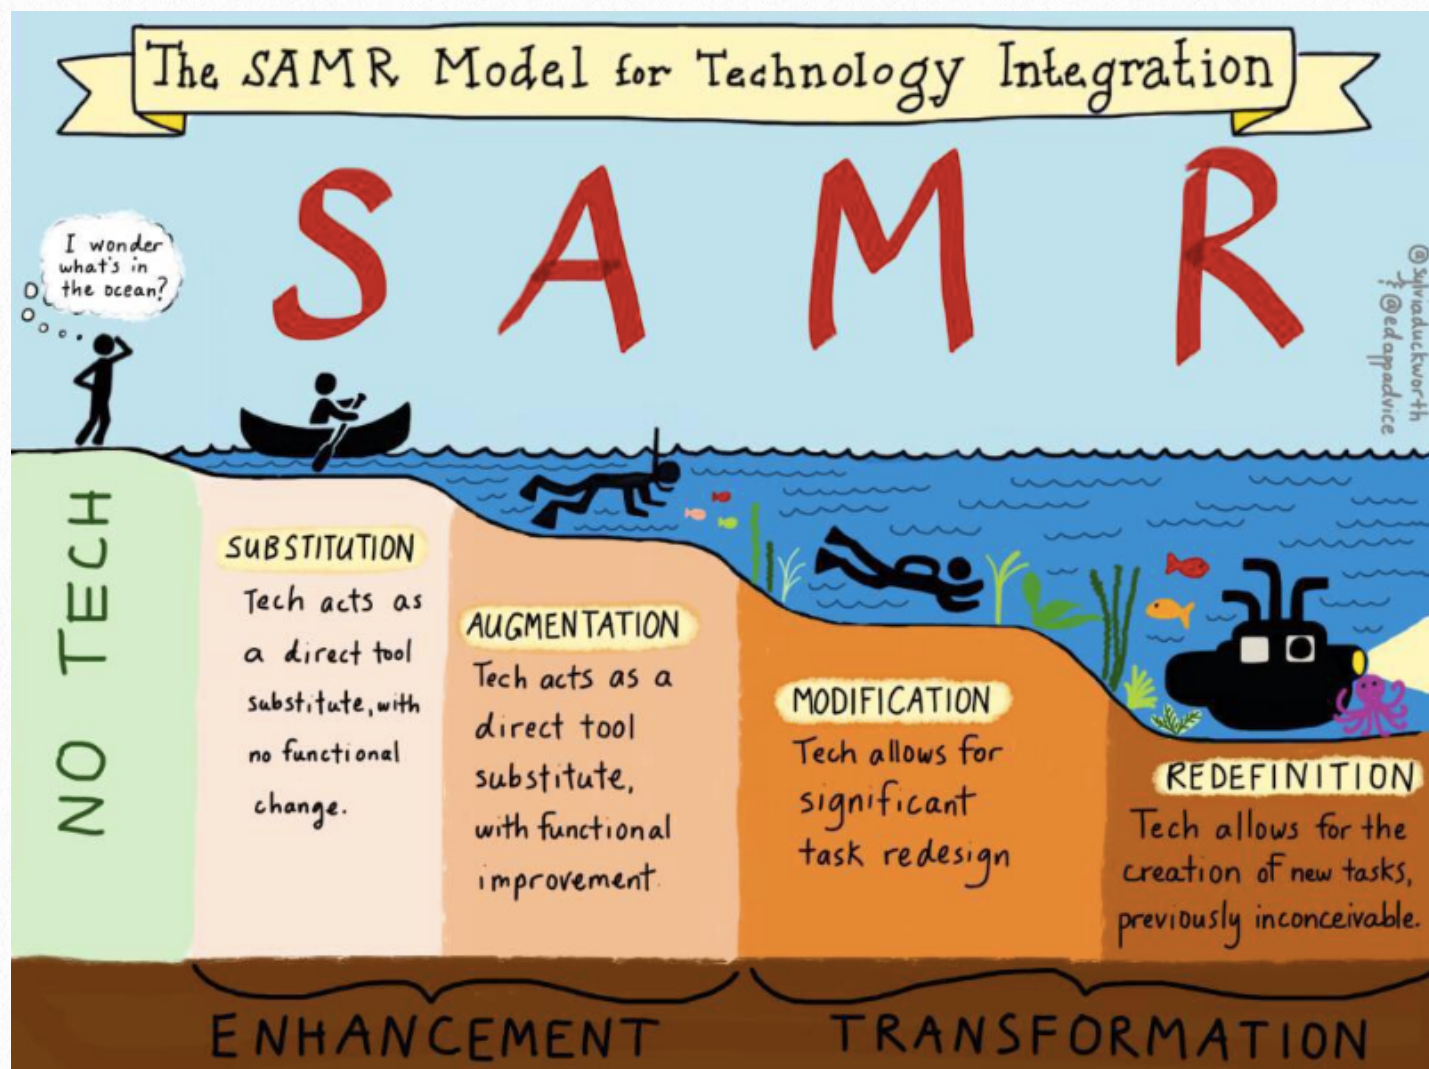 The SAMR Model for Technology Integration
S A M R
I wonder
what's in
the ocean?
@sylviaduckworth
& @edappadvice
NO TECH
SUBSTITUTION
Tech acts as
a direct tool
substitute, with
no functional
change.
AUGMENTATION
Tech acts as a
direct tool
substitute,
with functional
improvement.
MODIFICATION
Tech allows for
significant
task redesign
REDEFINITION
Tech allows for the
creation of new tasks,
previously inconceivable.
ENHANCEMENT
TRANSFORMATION